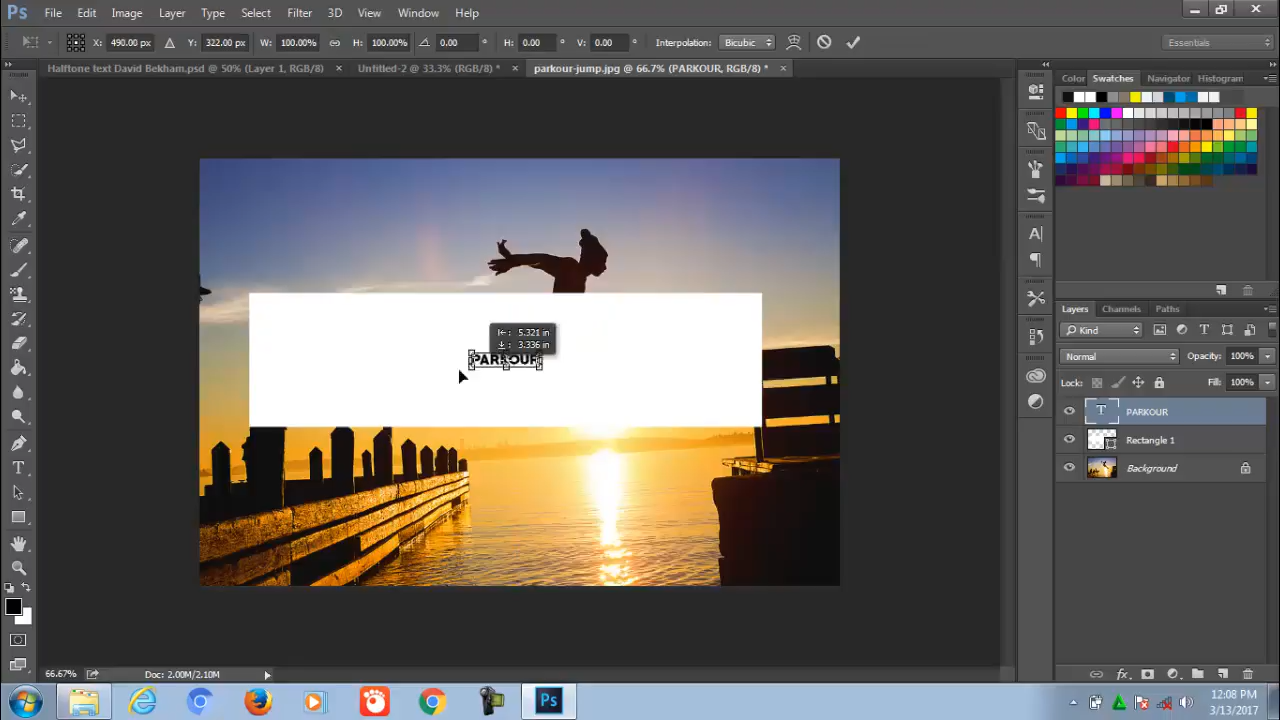 Ps File Edit Image Layer Type Select Filter 3D View Window Help
X: 490.00 px Y: 322.00 px W: 100.00% H: 100.00% 0.00 ° H: 0.00 ° V: 0.00 ° Interpolation: Bicubic Essentials
Halftone text David Bekham.psd @ 50% (Layer 1, RGB/8) × Untitled-2 @ 33.3% (RGB/8) * × parkour-jump.jpg @ 66.7% (PARKOUR, RGB/8) * ×
Color Swatches Navigator Histogram
5.321 in
3.336 in
PARKOUR
Layers Channels Paths
Kind
Normal Opacity: 100%
Lock: Fill: 100%
T PARKOUR
Rectangle 1
Background
66.67% Doc: 2.00M/2.10M
Ps
12:08 PM
3/13/2017